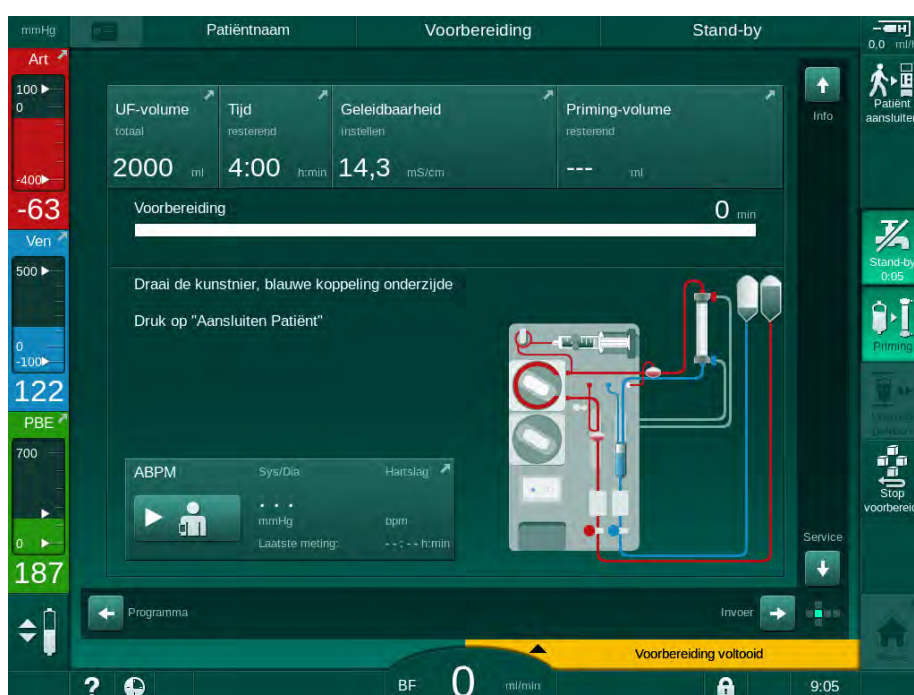 mmHg
Patiëntnaam
Voorbereiding
Stand-by
0,0 ml/
Art
100
0
-400
-63
Ven
500
0
-100
122
PBE
700
0
187
UF-volume
totaal
2000 ml
Tijd
resterend
4:00 h:min
Geleidbaarheid
instellen
14,3 mS/cm
Priming-volume
resterend
--- ml
Voorbereiding
0 min
Draai de kunstnier, blauwe koppeling onderzijde
Druk op "Aansluiten Patiënt"
ABPM
Sys/Dia
Hartslag
. . .
mmHg
bpm
Laatste meting:
--:-- h:min
Info
Service
Programma
Invoer
Patiënt
aansluiten
Stand-by
0:05
Priming
Stop
voorbereid
Voorbereiding voltooid
?
BF
0 ml/min
9:05